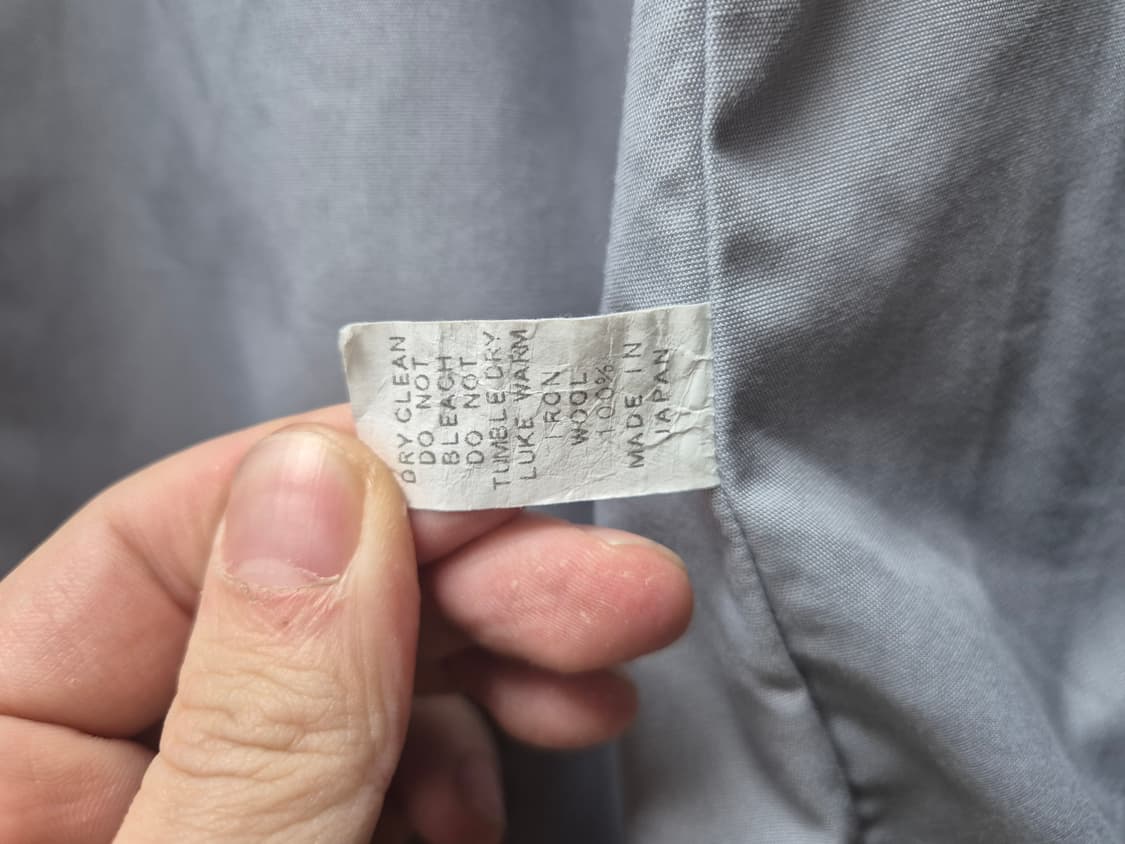 DRY CLEAN
DO NOT
BLEACH
DO NOT
TUMBLE DRY
LUKE WARM
IRON
WOOL
100%
MADE IN
JAPAN